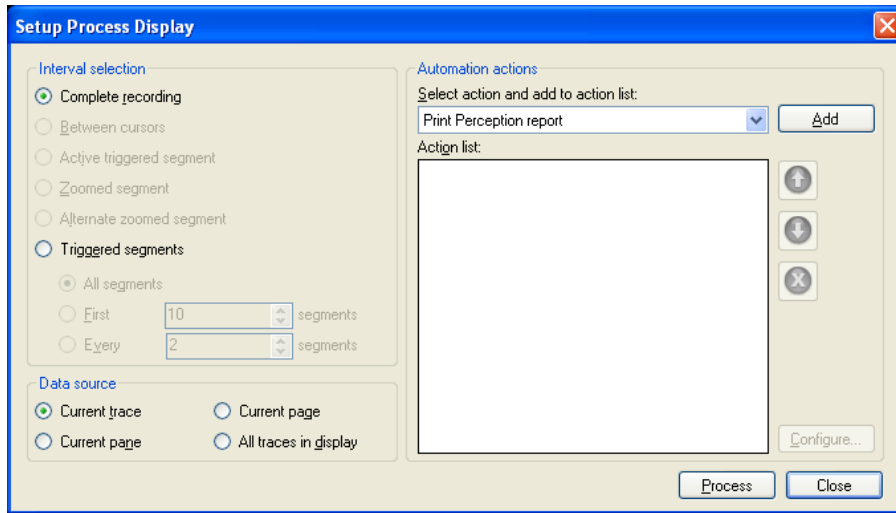 Setup Process Display
Interval selection
Complete recording
Between cursors
Active triggered segment
Zoomed segment
Alternate zoomed segment
Triggered segments
All segments
First 10 segments
Every 2 segments
Data source
Current trace Current page
Current pane All traces in display
Automation actions
Select action and add to action list:
Print Perception report Add
Action list:
Configure...
Process Close